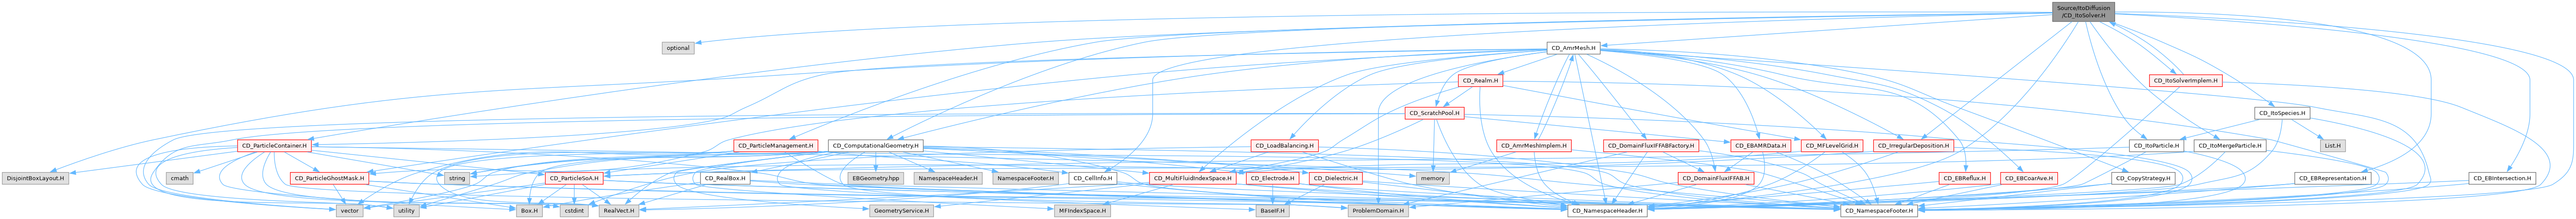 Source/ItoDiffusion
/CD_ItoSolver.H
optional
CD_AmrMesh.H
CD_Realm.H
CD_ItoSolverImplem.H
CD_ScratchPool.H
CD_ItoSpecies.H
CD_ParticleContainer.H
CD_ParticleManagement.H
CD_ComputationalGeometry.H
CD_LoadBalancing.H
CD_AmrMeshImplem.H
CD_DomainFluxIFFABFactory.H
CD_EBAMRData.H
CD_MFLevelGrid.H
CD_IrregularDeposition.H
CD_ItoParticle.H
CD_ItoMergeParticle.H
List.H
DisjointBoxLayout.H
cmath
CD_ParticleGhostMask.H
string
CD_ParticleSoA.H
CD_RealBox.H
EBGeometry.hpp
NamespaceHeader.H
NamespaceFooter.H
CD_CellInfo.H
CD_MultiFluidIndexSpace.H
CD_Electrode.H
CD_Dielectric.H
memory
CD_DomainFluxIFFAB.H
CD_EBReflux.H
CD_EBCoarAve.H
CD_CopyStrategy.H
CD_EBRepresentation.H
CD_EBIntersection.H
vector
utility
Box.H
cstdint
RealVect.H
GeometryService.H
MFIndexSpace.H
BaseIF.H
ProblemDomain.H
CD_NamespaceHeader.H
CD_NamespaceFooter.H